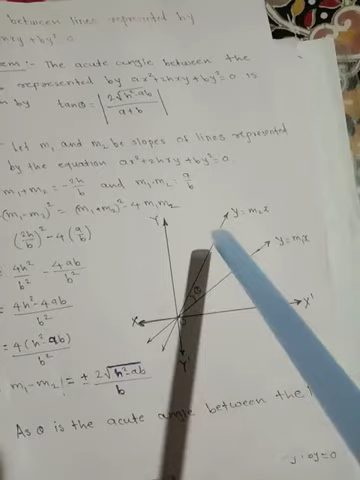 between lines represented by
hxy + by² 0
em :- The acute angle between the
represented by ax²+2hxy+by²=0 is
by tanθ = | 2√h²-ab / a+b |
Let m₁ and m₂ be slopes of lines represented
by the equation ax²+2hxy+by²=0.
m₁+m₂ = -2h/b and m₁.m₂ = a/b
(m₁-m₂)² = (m₁+m₂)² - 4m₁m₂
(2h/b)² - 4(a/b)
= 4h²/b² - 4ab/b²
= 4h²-4ab/b²
= 4(h²-ab)/b²
m₁-m₂| = ± 2√h²-ab / b
As θ is the acute angle between the
Y
y=m₂x
y=m₁x
θ
X
Y'
Y
y=0